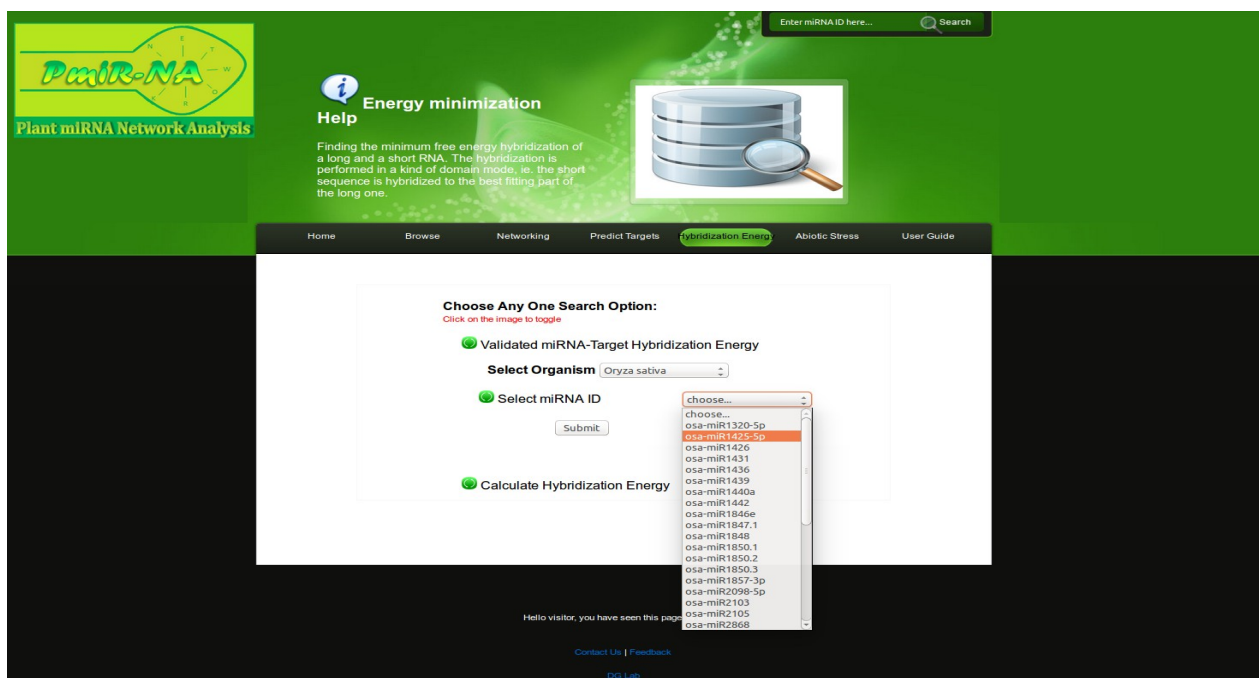 Enter miRNA ID here... Search
N E T W O R K S
PmiR-NA
Plant miRNA Network Analysis
i
Help
Energy minimization
Finding the minimum free energy hybridization of
a long and a short RNA. The hybridization is
performed in a kind of domain mode, ie. the short
sequence is hybridized to the best fitting part of
the long one.
Home Browse Networking Predict Targets Hybridization Energy Abiotic Stress User Guide
Choose Any One Search Option:
Click on the image to toggle
Validated miRNA-Target Hybridization Energy
Select Organism Oryza sativa
Select miRNA ID choose...
Submit
choose...
osa-miR1320-5p
osa-miR1425-5p
osa-miR1426
osa-miR1431
osa-miR1436
osa-miR1439
osa-miR1440a
osa-miR1442
osa-miR1846e
osa-miR1847.1
osa-miR1848
osa-miR1850.1
osa-miR1850.2
osa-miR1850.3
osa-miR1857-3p
osa-miR2098-5p
osa-miR2103
osa-miR2105
osa-miR2868
Calculate Hybridization Energy
Hello visitor, you have seen this page
Contact Us | Feedback
DG Lab